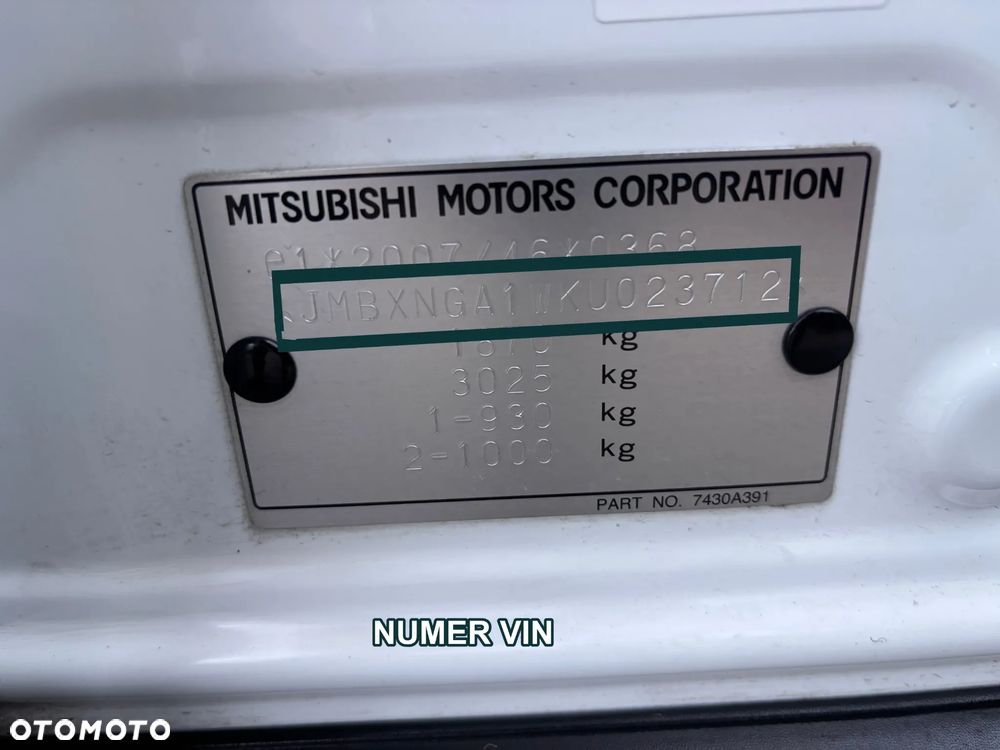 MITSUBISHI MOTORS CORPORATION
e1*2007/46*0368
JMBXNGA1WKU023712
1870 kg
3025 kg
1-930 kg
2-1000 kg
PART NO. 7430A391
NUMER VIN
OTOMOTO